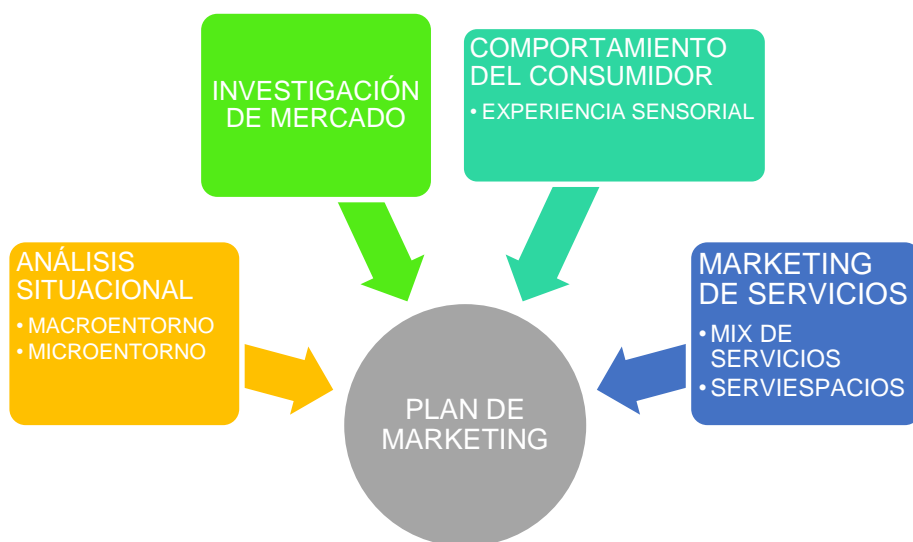 INVESTIGACIÓN
DE MERCADO
COMPORTAMIENTO
DEL CONSUMIDOR
• EXPERIENCIA SENSORIAL
ANÁLISIS
SITUACIONAL
• MACROENTORNO
• MICROENTORNO
MARKETING
DE SERVICIOS
• MIX DE
SERVICIOS
• SERVIESPACIOS
PLAN DE
MARKETING